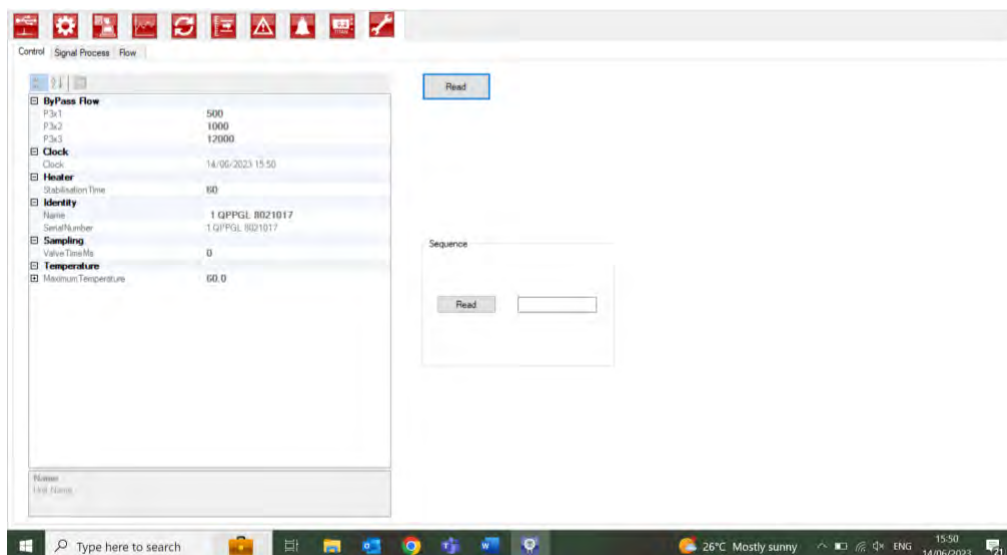 Control Signal Process Flow
Read
ByPass Flow
P3x1 500
P3x2 1000
P3x3 12000
Clock
Clock 14/06/2023 15:50
Heater
Stabilisation Time 60
Identity
Name 1 QPPGL 8021017
SerialNumber 1 QPPGL 8021017
Sampling
ValveTimeMs 0
Temperature
MaximumTemperature 60.0
Sequence
Read
Name
Unit Name
Type here to search
26°C Mostly sunny
ENG
15:50
14/06/2023